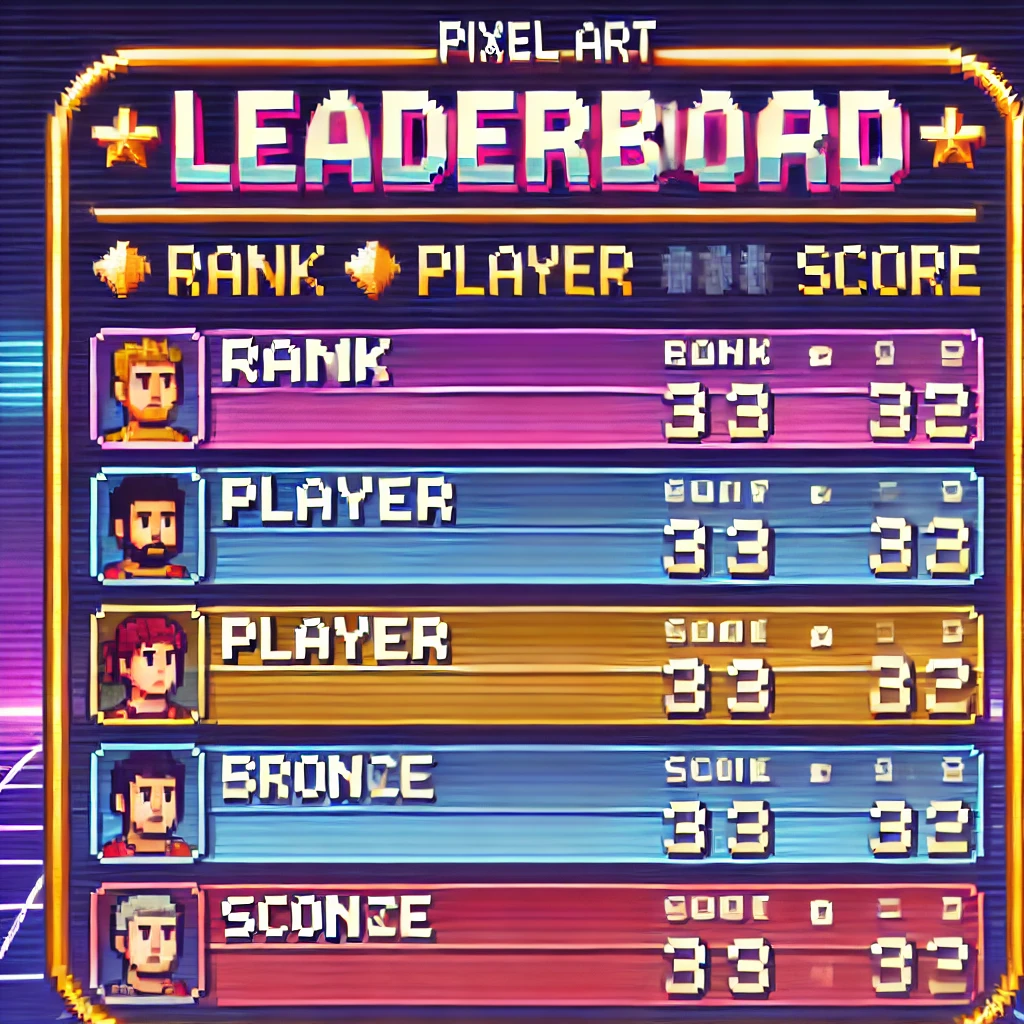 PIXEL ART
LEADERBOARD
RANK PLAYER SCORE
RANK
33 32
PLAYER
33 32
PLAYER
33 32
BRONZE
33 32
SCONZE
33 32